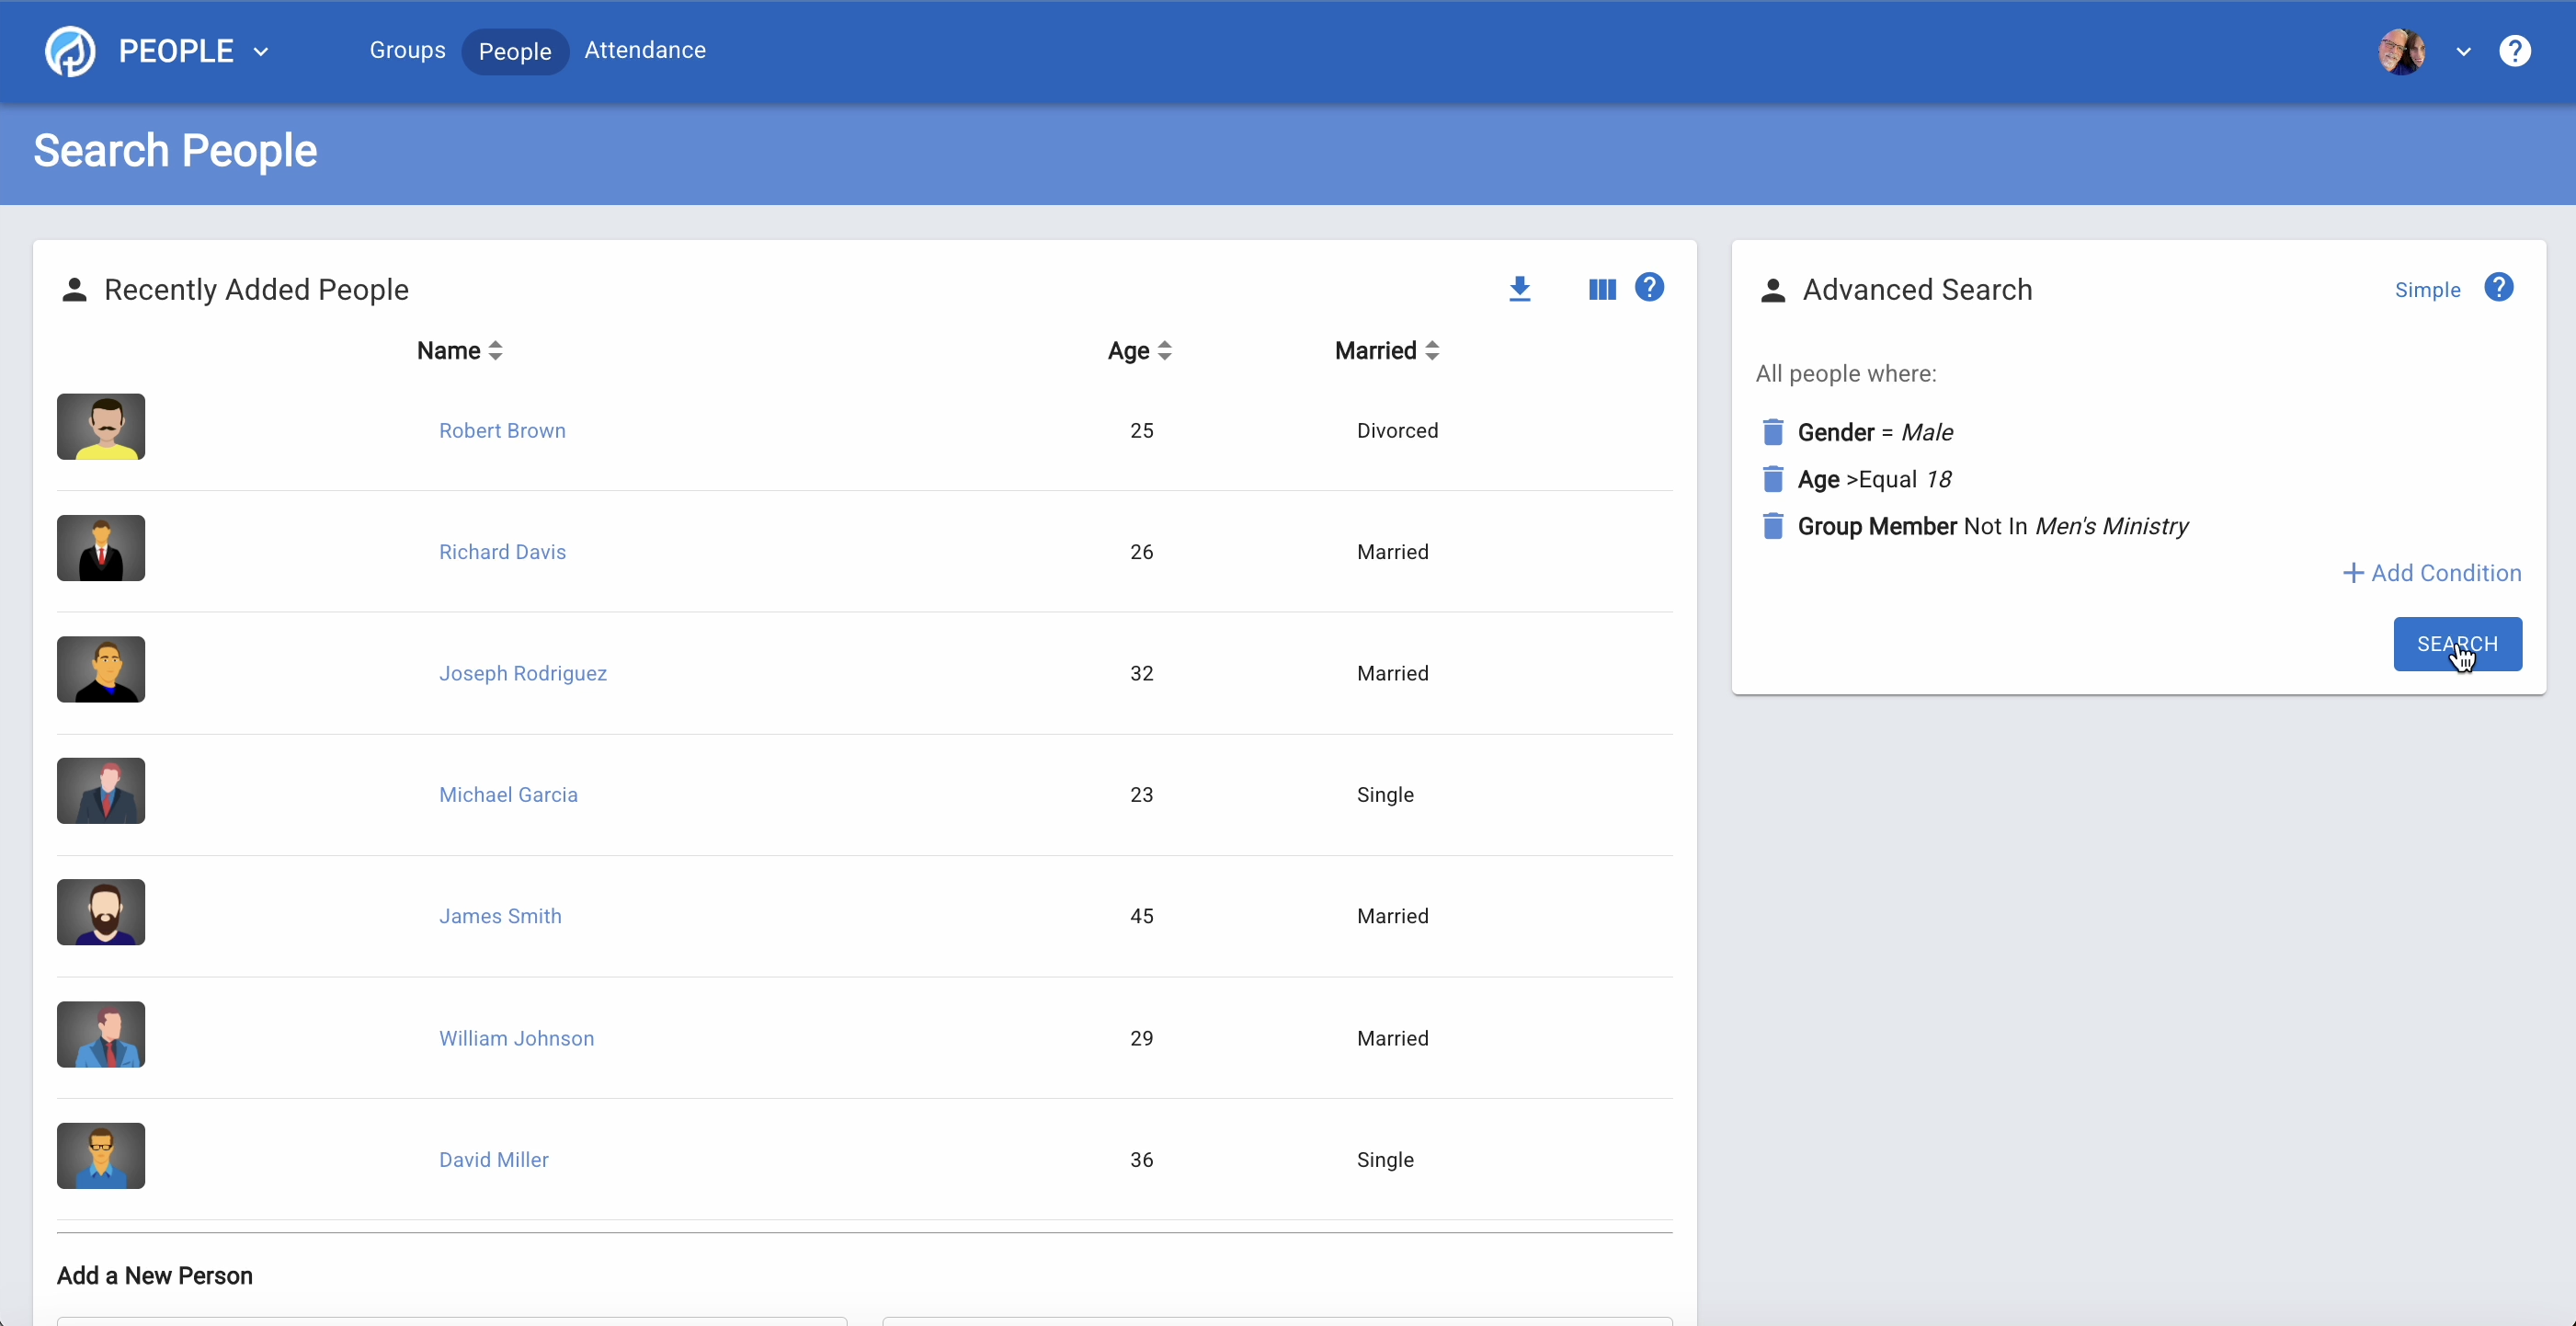 PEOPLE Groups People Attendance
Search People
Recently Added People
Name Age Married
Robert Brown 25 Divorced
Richard Davis 26 Married
Joseph Rodriguez 32 Married
Michael Garcia 23 Single
James Smith 45 Married
William Johnson 29 Married
David Miller 36 Single
Add a New Person
Advanced Search Simple
All people where:
Gender = Male
Age >Equal 18
Group Member Not In Men's Ministry
+ Add Condition
SEARCH